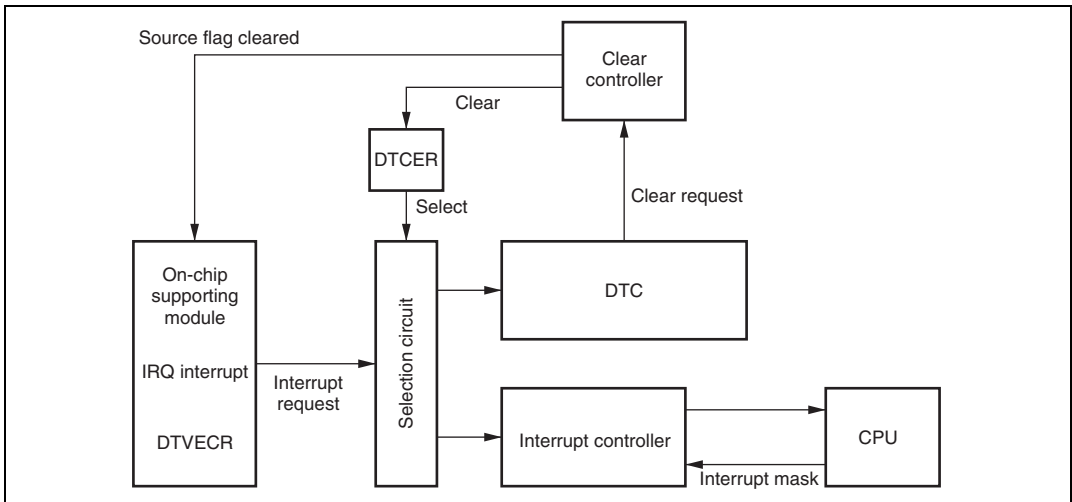 Source flag cleared
Clear
controller
Clear
DTCER
Clear request
Select
On-chip
supporting
module
IRQ interrupt
DTVECR
Interrupt
request
Selection circuit
DTC
Interrupt controller
CPU
Interrupt mask